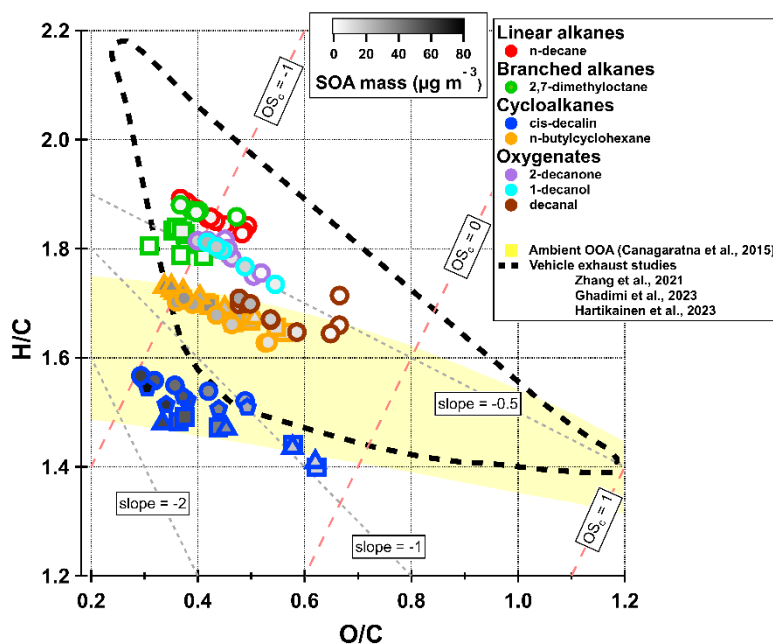 2.2
2.0
1.8
1.6
1.4
1.2
H/C
0.2
0.4
0.6
0.8
1.0
1.2
O/C
0 20 40 60 80
SOA mass (µg m⁻³)
OSc = -1
OSc = 0
OSc = 1
slope = -0.5
slope = -1
slope = -2
Linear alkanes
n-decane
Branched alkanes
2,7-dimethyloctane
Cycloalkanes
cis-decalin
n-butylcyclohexane
Oxygenates
2-decanone
1-decanol
decanal
Ambient OOA (Canagaratna et al., 2015)
Vehicle exhaust studies
Zhang et al., 2021
Ghadimi et al., 2023
Hartikainen et al., 2023